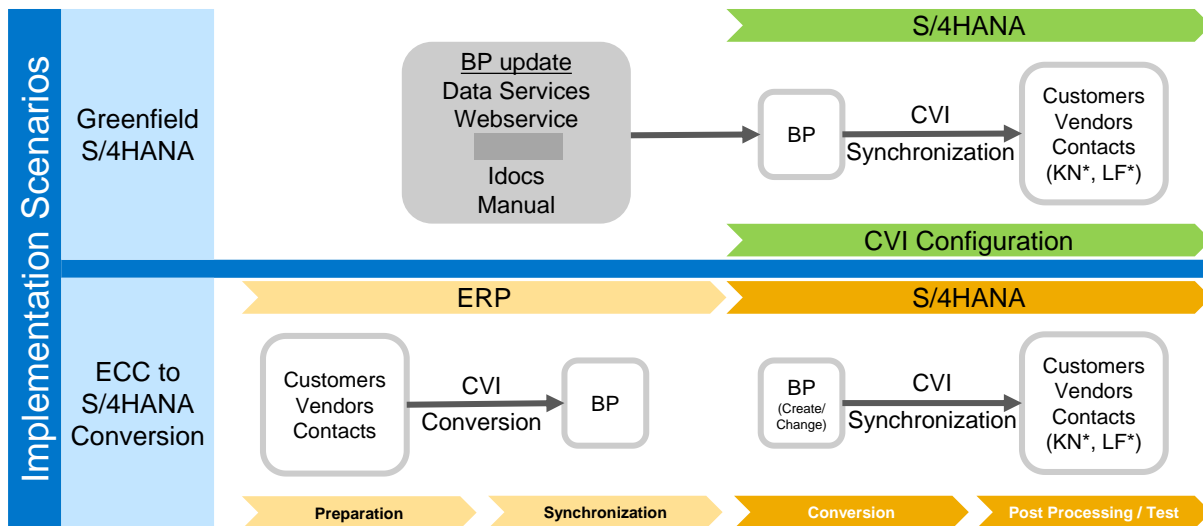 Implementation Scenarios
Greenfield
S/4HANA
BP update
Data Services
Webservice
Idocs
Manual
S/4HANA
BP
CVI
Synchronization
Customers
Vendors
Contacts
(KN*, LF*)
CVI Configuration
ECC to
S/4HANA
Conversion
ERP
Customers
Vendors
Contacts
CVI
Conversion
BP
S/4HANA
BP
(Create/
Change)
CVI
Synchronization
Customers
Vendors
Contacts
(KN*, LF*)
Preparation
Synchronization
Conversion
Post Processing / Test